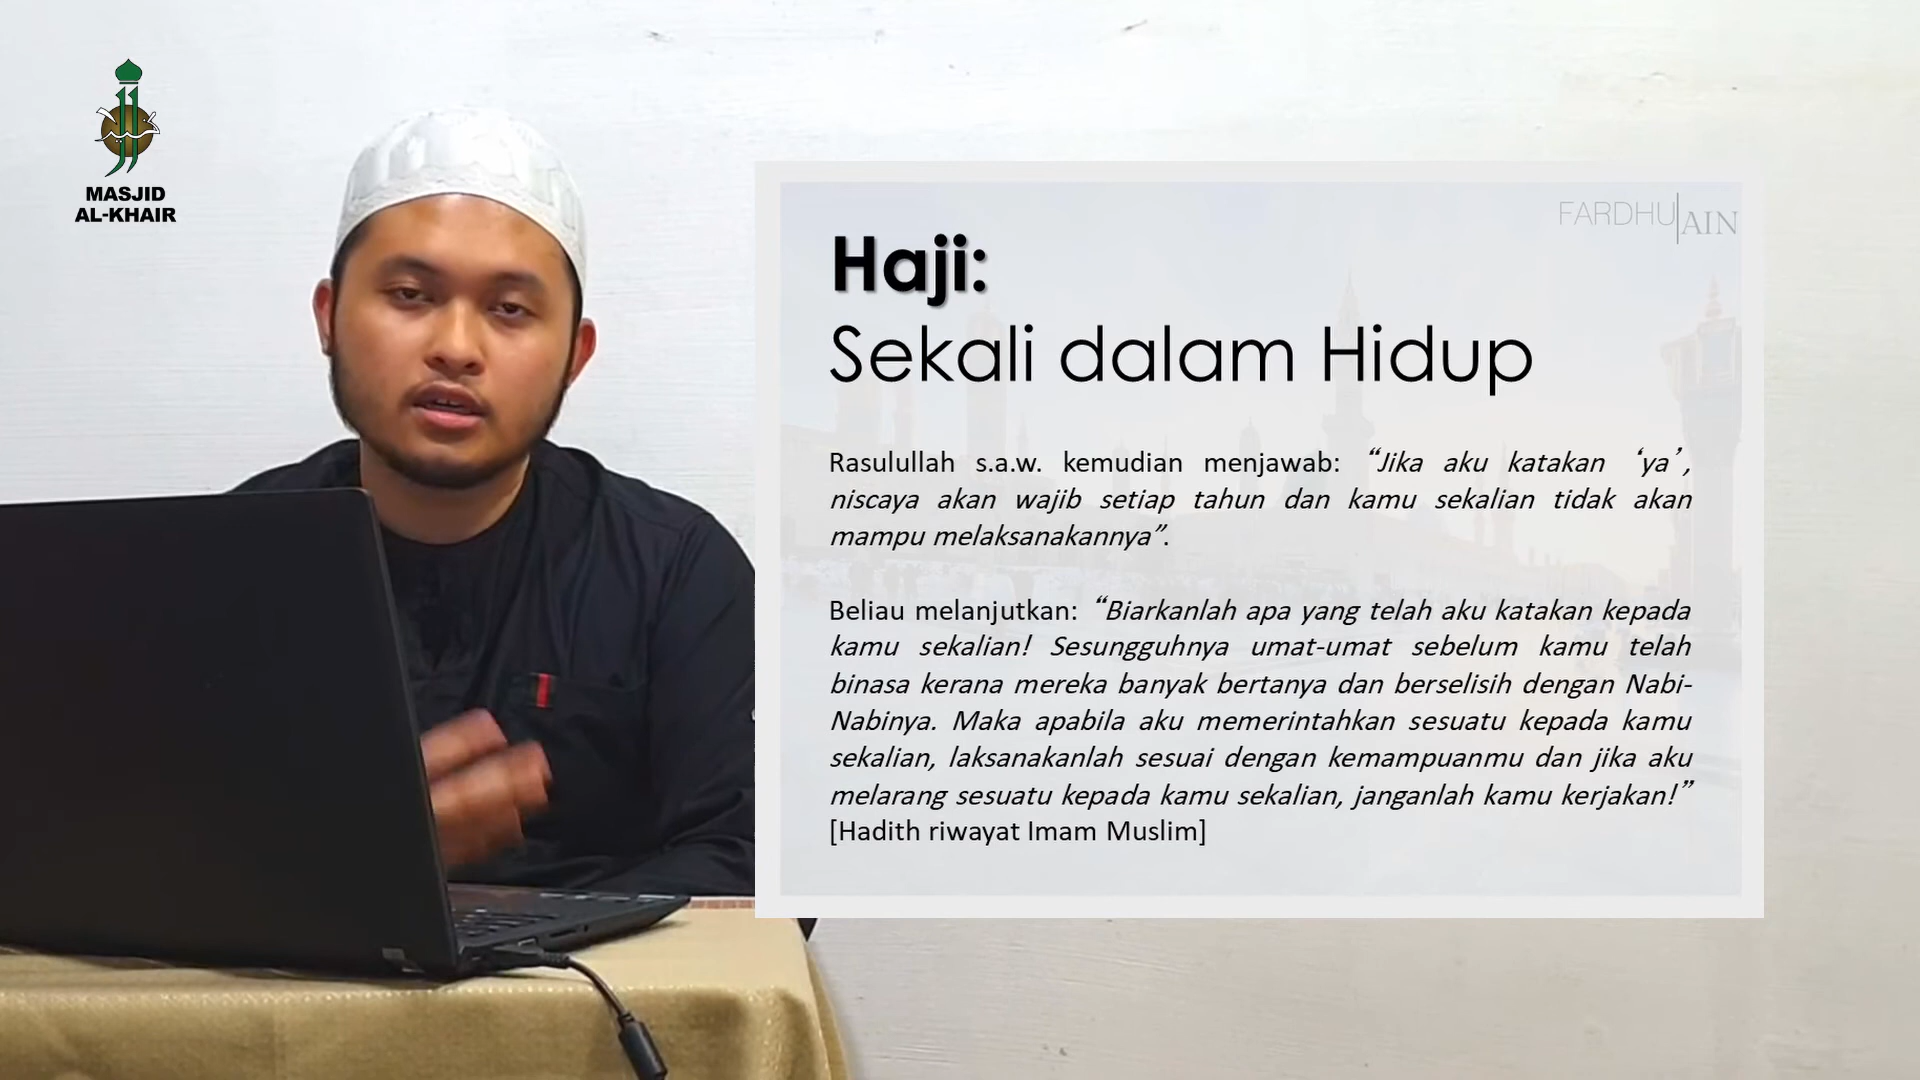 MASJID
AL-KHAIR
FARDHU|AIN
Haji:
Sekali dalam Hidup
Rasulullah s.a.w. kemudian menjawab: “Jika aku katakan ‘ya’,
niscaya akan wajib setiap tahun dan kamu sekalian tidak akan
mampu melaksanakannya”.
Beliau melanjutkan: “Biarkanlah apa yang telah aku katakan kepada
kamu sekalian! Sesungguhnya umat-umat sebelum kamu telah
binasa kerana mereka banyak bertanya dan berselisih dengan Nabi-
Nabinya. Maka apabila aku memerintahkan sesuatu kepada kamu
sekalian, laksanakanlah sesuai dengan kemampuanmu dan jika aku
melarang sesuatu kepada kamu sekalian, janganlah kamu kerjakan!”
[Hadith riwayat Imam Muslim]